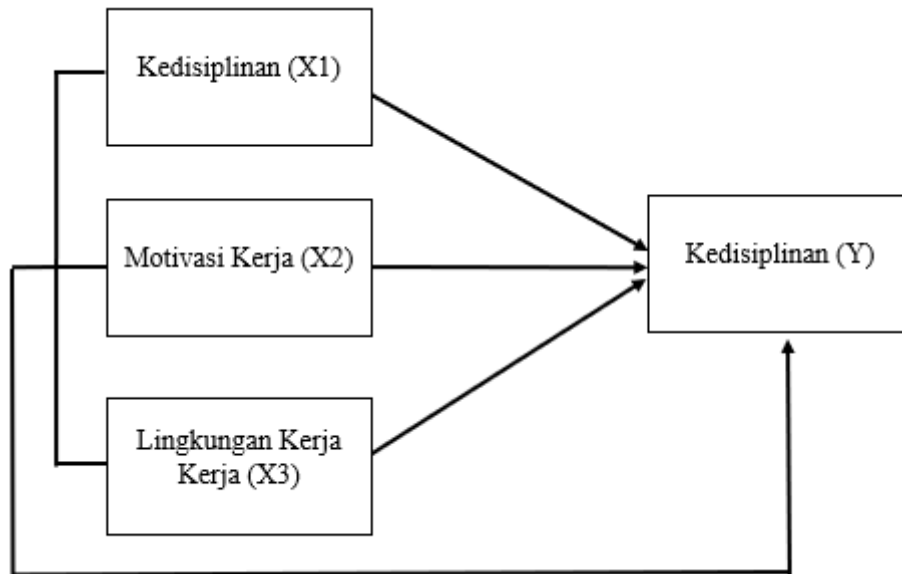 Kedisiplinan (X1)
Motivasi Kerja (X2)
Kedisiplinan (Y)
Lingkungan Kerja
Kerja (X3)